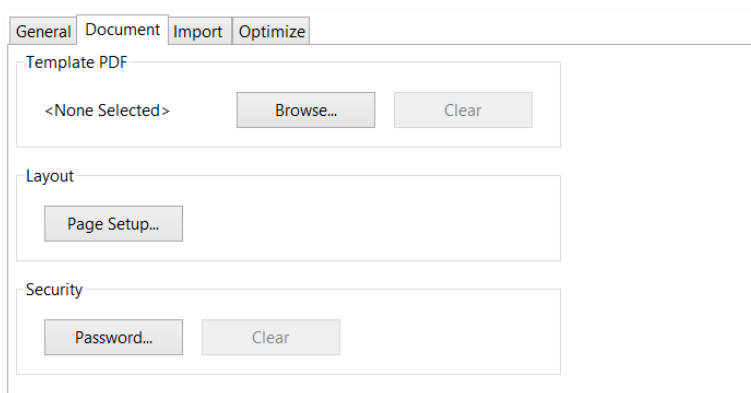 General Document Import Optimize
Template PDF
<None Selected> Browse... Clear
Layout
Page Setup...
Security
Password... Clear